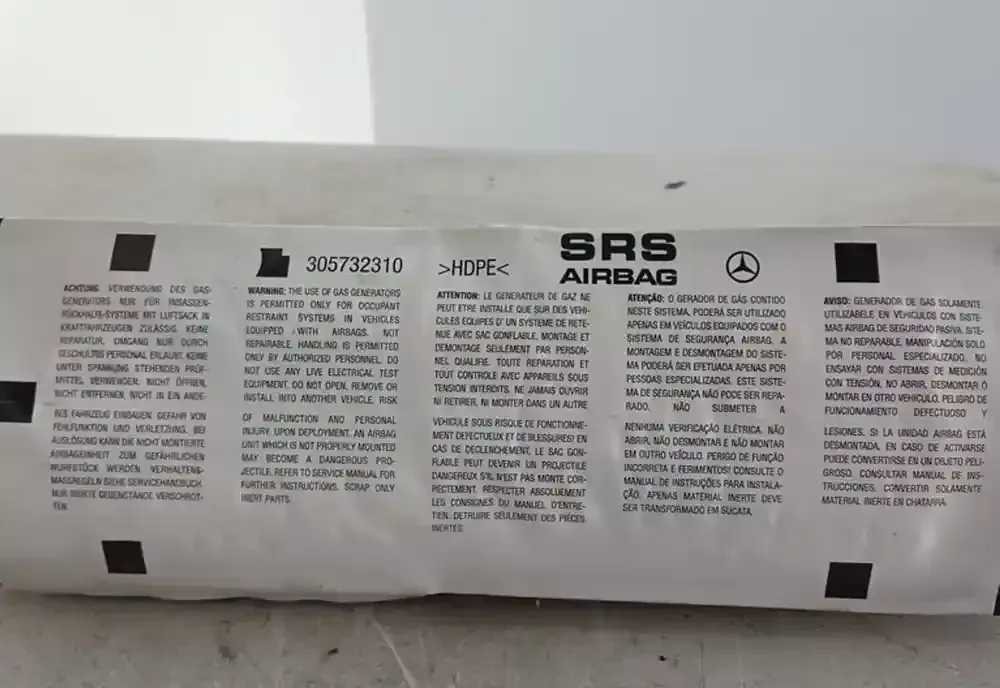 305732310
>HDPE<
SRS
AIRBAG
ACHTUNG: VERWENDUNG DES GAS-
GENERATORS NUR FÜR INSASSEN-
RÜCKHALTE-SYSTEME MIT LUFTSACK IN
KRAFTFAHRZEUGEN ZULÄSSIG. KEINE
REPARATUR, OMGANG NUR DURCH
GESCHULTES PERSONAL ERLAUBT. KEINE
UNTER SPANNUNG STEHENDEN PRÜF-
MITTEL VERWENDEN. NICHT ÖFFNEN,
NICHT ENTFERNEN, NICHT IN EIN ANDE-
RES FAHRZEUG EINBAUEN. GEFAHR VON
FEHLFUNKTION UND VERLETZUNG. BEI
AUSLÖSUNG KANN DIE NICHT MONTIERTE
AIRBAGEINHEIT ZUM GEFÄHRLICHEN
WURFSTÜCK WERDEN. VERHALTENS-
MASSREGELN SIEHE SERVICEHANDBUCH.
NUR INERTE GEGENSTÄNDE VERSCHROT-
TEN.
WARNING: THE USE OF GAS GENERATORS
IS PERMITTED ONLY FOR OCCUPANT
RESTRAINT SYSTEMS IN VEHICLES
EQUIPPED WITH AIRBAGS. NOT
REPAIRABLE, HANDLING IS PERMITTED
ONLY BY AUTHORIZED PERSONNEL. DO
NOT USE ANY LIVE ELECTRICAL TEST
EQUIPMENT. DO NOT OPEN, REMOVE OR
INSTALL INTO ANOTHER VEHICLE. RISK
OF MALFUNCTION AND PERSONAL
INJURY. UPON DEPLOYMENT, AN AIRBAG
UNIT WHICH IS NOT PROPERLY MOUNTED
MAY BECOME A DANGEROUS PRO-
JECTILE. REFER TO SERVICE MANUAL FOR
FURTHER INSTRUCTIONS. SCRAP ONLY
INERT PARTS.
ATTENTION: LE GENERATEUR DE GAZ NE
PEUT ETRE INSTALLE QUE SUR DES VEHI-
CULES EQUIPES D' UN SYSTEME DE RETE-
NUE AVEC SAC GONFLABLE. MONTAGE ET
DEMONTAGE SEULEMENT PAR PERSON-
NEL QUALIFIE. TOUTE REPARATION ET
TOUT CONTROLE AVEC APPAREILS SOUS
TENSION INTERDITS. NE JAMAIS OUVRIR
NI RETIRER, NI MONTER DANS UN AUTRE
VEHICULE SOUS RISQUE DE FONCTIONNE-
MENT DEFECTUEUX ET DE BLESSURES! EN
CAS DE DECLENCHEMENT, LE SAC GON-
FLABLE PEUT DEVENIR UN PROJECTILE
DANGEREUX S'IL N'EST PAS MONTE COR-
RECTEMENT. RESPECTER ABSOLUEMENT
LES CONSIGNES DU MANUEL D'ENTRE-
TIEN. DETRUIRE SEULEMENT DES PIECES
INERTES.
ATENÇÃO: O GERADOR DE GÁS CONTIDO
NESTE SISTEMA, PODERÁ SER UTILIZADO
APENAS EM VEÍCULOS EQUIPADOS COM O
SISTEMA DE SEGURANÇA AIRBAG. A
MONTAGEM E DESMONTAGEM DO SISTE-
MA PODERÁ SER EFETUADA APENAS POR
PESSOAS ESPECIALIZADAS. ESTE SISTE-
MA DE SEGURANÇA NÃO PODE SER REPA-
RADO. NÃO SUBMETER A
NENHUMA VERIFICAÇÃO ELÉTRICA. NÃO
ABRIR, NÃO DESMONTAR E NÃO MONTAR
EM OUTRO VEÍCULO. PERIGO DE FUNÇÃO
INCORRETA E FERIMENTOS! CONSULTE O
MANUAL DE INSTRUÇÕES PARA INSTALA-
ÇÃO. APENAS MATERIAL INERTE DEVE
SER TRANSFORMADO EM SUCATA.
AVISO: GENERADOR DE GAS SOLAMENTE
UTILIZABEL EN VEHICULOS CON SISTE-
MAS AIRBAG DE SEGURIDAD PASIVA. SITE-
MA NO REPARABLE. MANIPULACIÓN SOLO
POR PERSONAL ESPECIALIZADO. NO
ENSAYAR CON SISTEMAS DE MEDICIÓN
CON TENSIÓN. NO ABRIR, DESMONTAR Ó
MONTAR EN OTRO VEHICULO. PELIGRO DE
FUNCIONAMIENTO DEFECTUOSO Y
LESIONES. SI LA UNIDAD AIRBAG ESTÁ
DESMONTADA, EN CASO DE ACTIVARSE
PUEDE CONVERTIRSE EN UN OBJETO PELI-
GROSO. CONSULTAR MANUAL DE INS-
TRUCCIONES. CONVERTIR SOLAMENTE
MATERIAL INERTE EN CHATARRA.